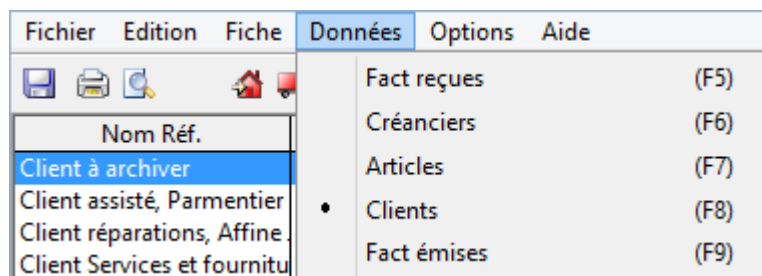 Fichier Edition Fiche Données Options Aide
Fact reçues (F5)
Créanciers (F6)
Articles (F7)
Clients (F8)
Fact émises (F9)
Nom Réf.
Client à archiver
Client assisté, Parmentier
Client réparations, Affine
Client Services et fournitu